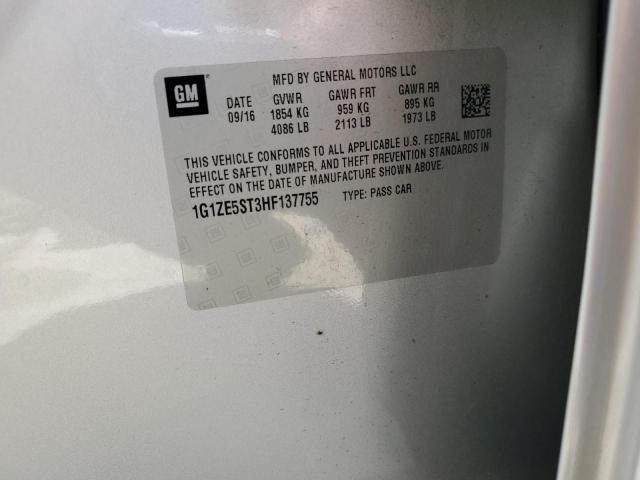 GM
MFD BY GENERAL MOTORS LLC
DATE GVWR GAWR FRT GAWR RR
09/16 1854 KG 959 KG 895 KG
4086 LB 2113 LB 1973 LB
THIS VEHICLE CONFORMS TO ALL APPLICABLE U.S. FEDERAL MOTOR
VEHICLE SAFETY, BUMPER, AND THEFT PREVENTION STANDARDS IN
EFFECT ON THE DATE OF MANUFACTURE SHOWN ABOVE.
1G1ZE5ST3HF137755 TYPE: PASS CAR